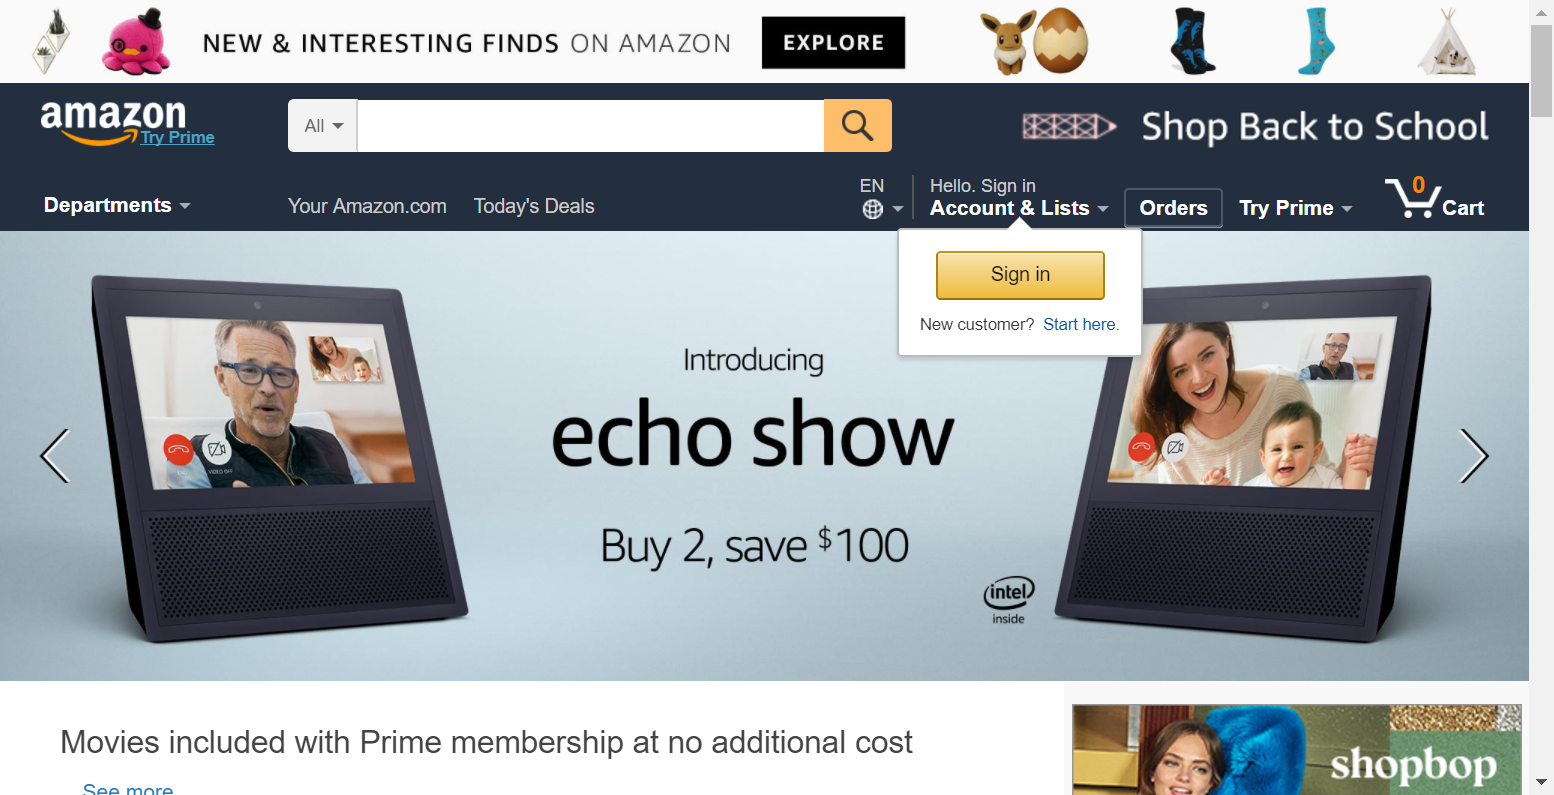 NEW & INTERESTING FINDS ON AMAZON EXPLORE
amazon
Try Prime
All
Shop Back to School
EN
Hello. Sign in
Departments
Your Amazon.com
Today's Deals
Account & Lists
Orders
Try Prime
0
Cart
Sign in
New customer? Start here.
Introducing
echo show
Buy 2, save $100
intel
inside
VIDEO OFF
Movies included with Prime membership at no additional cost
See more
shopbop